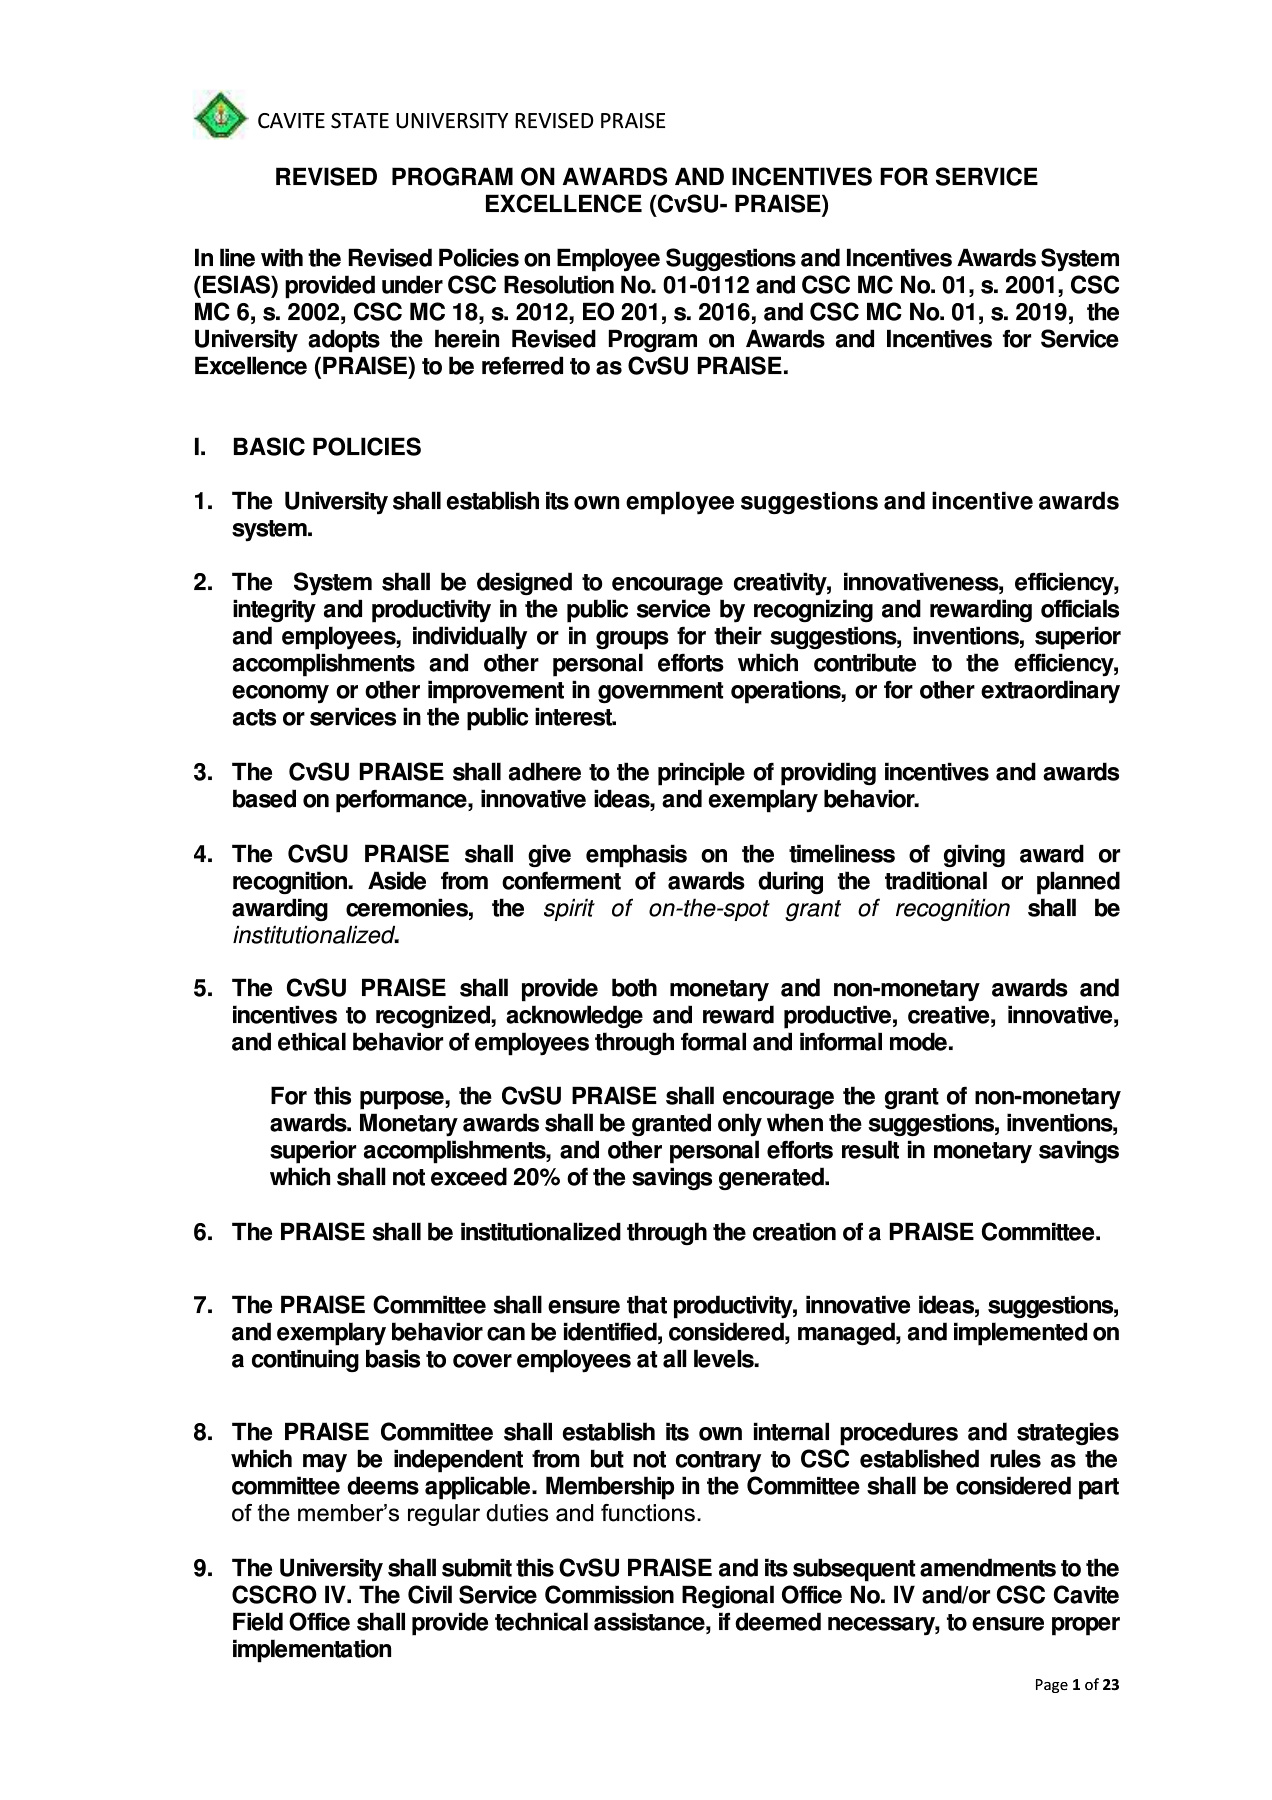 CAVITE STATE UNIVERSITY REVISED PRAISE
REVISED PROGRAM ON AWARDS AND INCENTIVES FOR SERVICE
EXCELLENCE (CvSU- PRAISE)
In line with the Revised Policies on Employee Suggestions and Incentives Awards System
(ESIAS) provided under CSC Resolution No. 01-0112 and CSC MC No. 01, s. 2001, CSC
MC 6, s. 2002, CSC MC 18, s. 2012, EO 201, s. 2016, and CSC MC No. 01, s. 2019, the
University adopts the herein Revised Program on Awards and Incentives for Service
Excellence (PRAISE) to be referred to as CvSU PRAISE.
I. BASIC POLICIES
1. The University shall establish its own employee suggestions and incentive awards
system.
2. The System shall be designed to encourage creativity, innovativeness, efficiency,
integrity and productivity in the public service by recognizing and rewarding officials
and employees, individually or in groups for their suggestions, inventions, superior
accomplishments and other personal efforts which contribute to the efficiency,
economy or other improvement in government operations, or for other extraordinary
acts or services in the public interest.
3. The CvSU PRAISE shall adhere to the principle of providing incentives and awards
based on performance, innovative ideas, and exemplary behavior.
4. The CvSU PRAISE shall give emphasis on the timeliness of giving award or
recognition. Aside from conferment of awards during the traditional or planned
awarding ceremonies, the spirit of on-the-spot grant of recognition shall be
institutionalized.
5. The CvSU PRAISE shall provide both monetary and non-monetary awards and
incentives to recognized, acknowledge and reward productive, creative, innovative,
and ethical behavior of employees through formal and informal mode.
For this purpose, the CvSU PRAISE shall encourage the grant of non-monetary
awards. Monetary awards shall be granted only when the suggestions, inventions,
superior accomplishments, and other personal efforts result in monetary savings
which shall not exceed 20% of the savings generated.
6. The PRAISE shall be institutionalized through the creation of a PRAISE Committee.
7. The PRAISE Committee shall ensure that productivity, innovative ideas, suggestions,
and exemplary behavior can be identified, considered, managed, and implemented on
a continuing basis to cover employees at all levels.
8. The PRAISE Committee shall establish its own internal procedures and strategies
which may be independent from but not contrary to CSC established rules as the
committee deems applicable. Membership in the Committee shall be considered part
of the member’s regular duties and functions.
9. The University shall submit this CvSU PRAISE and its subsequent amendments to the
CSCRO IV. The Civil Service Commission Regional Office No. IV and/or CSC Cavite
Field Office shall provide technical assistance, if deemed necessary, to ensure proper
implementation
Page 1 of 23